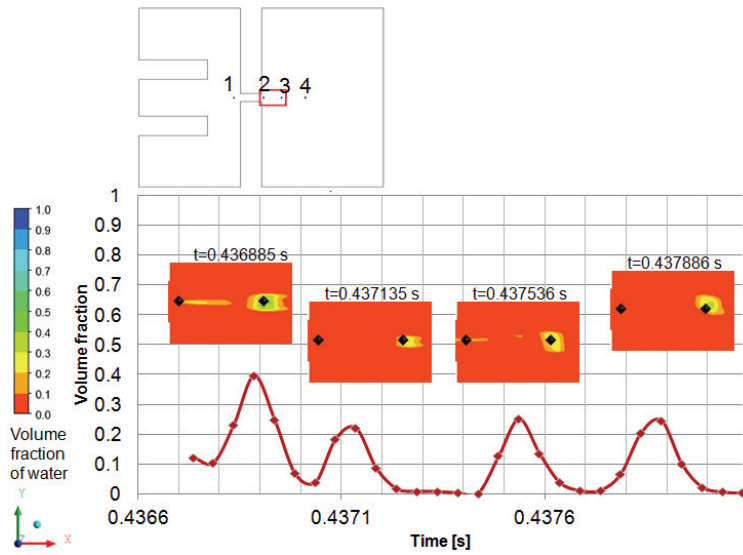 1 2 3 4
1
0.9
0.8
0.7
0.6
0.5
0.4
0.3
0.2
0.1
0
Volume fraction
t=0.436885 s
t=0.437135 s
t=0.437536 s
t=0.437886 s
0.4366 0.4371 0.4376
Time [s]
1.0
0.9
0.8
0.7
0.6
0.5
0.4
0.3
0.2
0.1
0.0
Volume
fraction
of water
Y
Z X